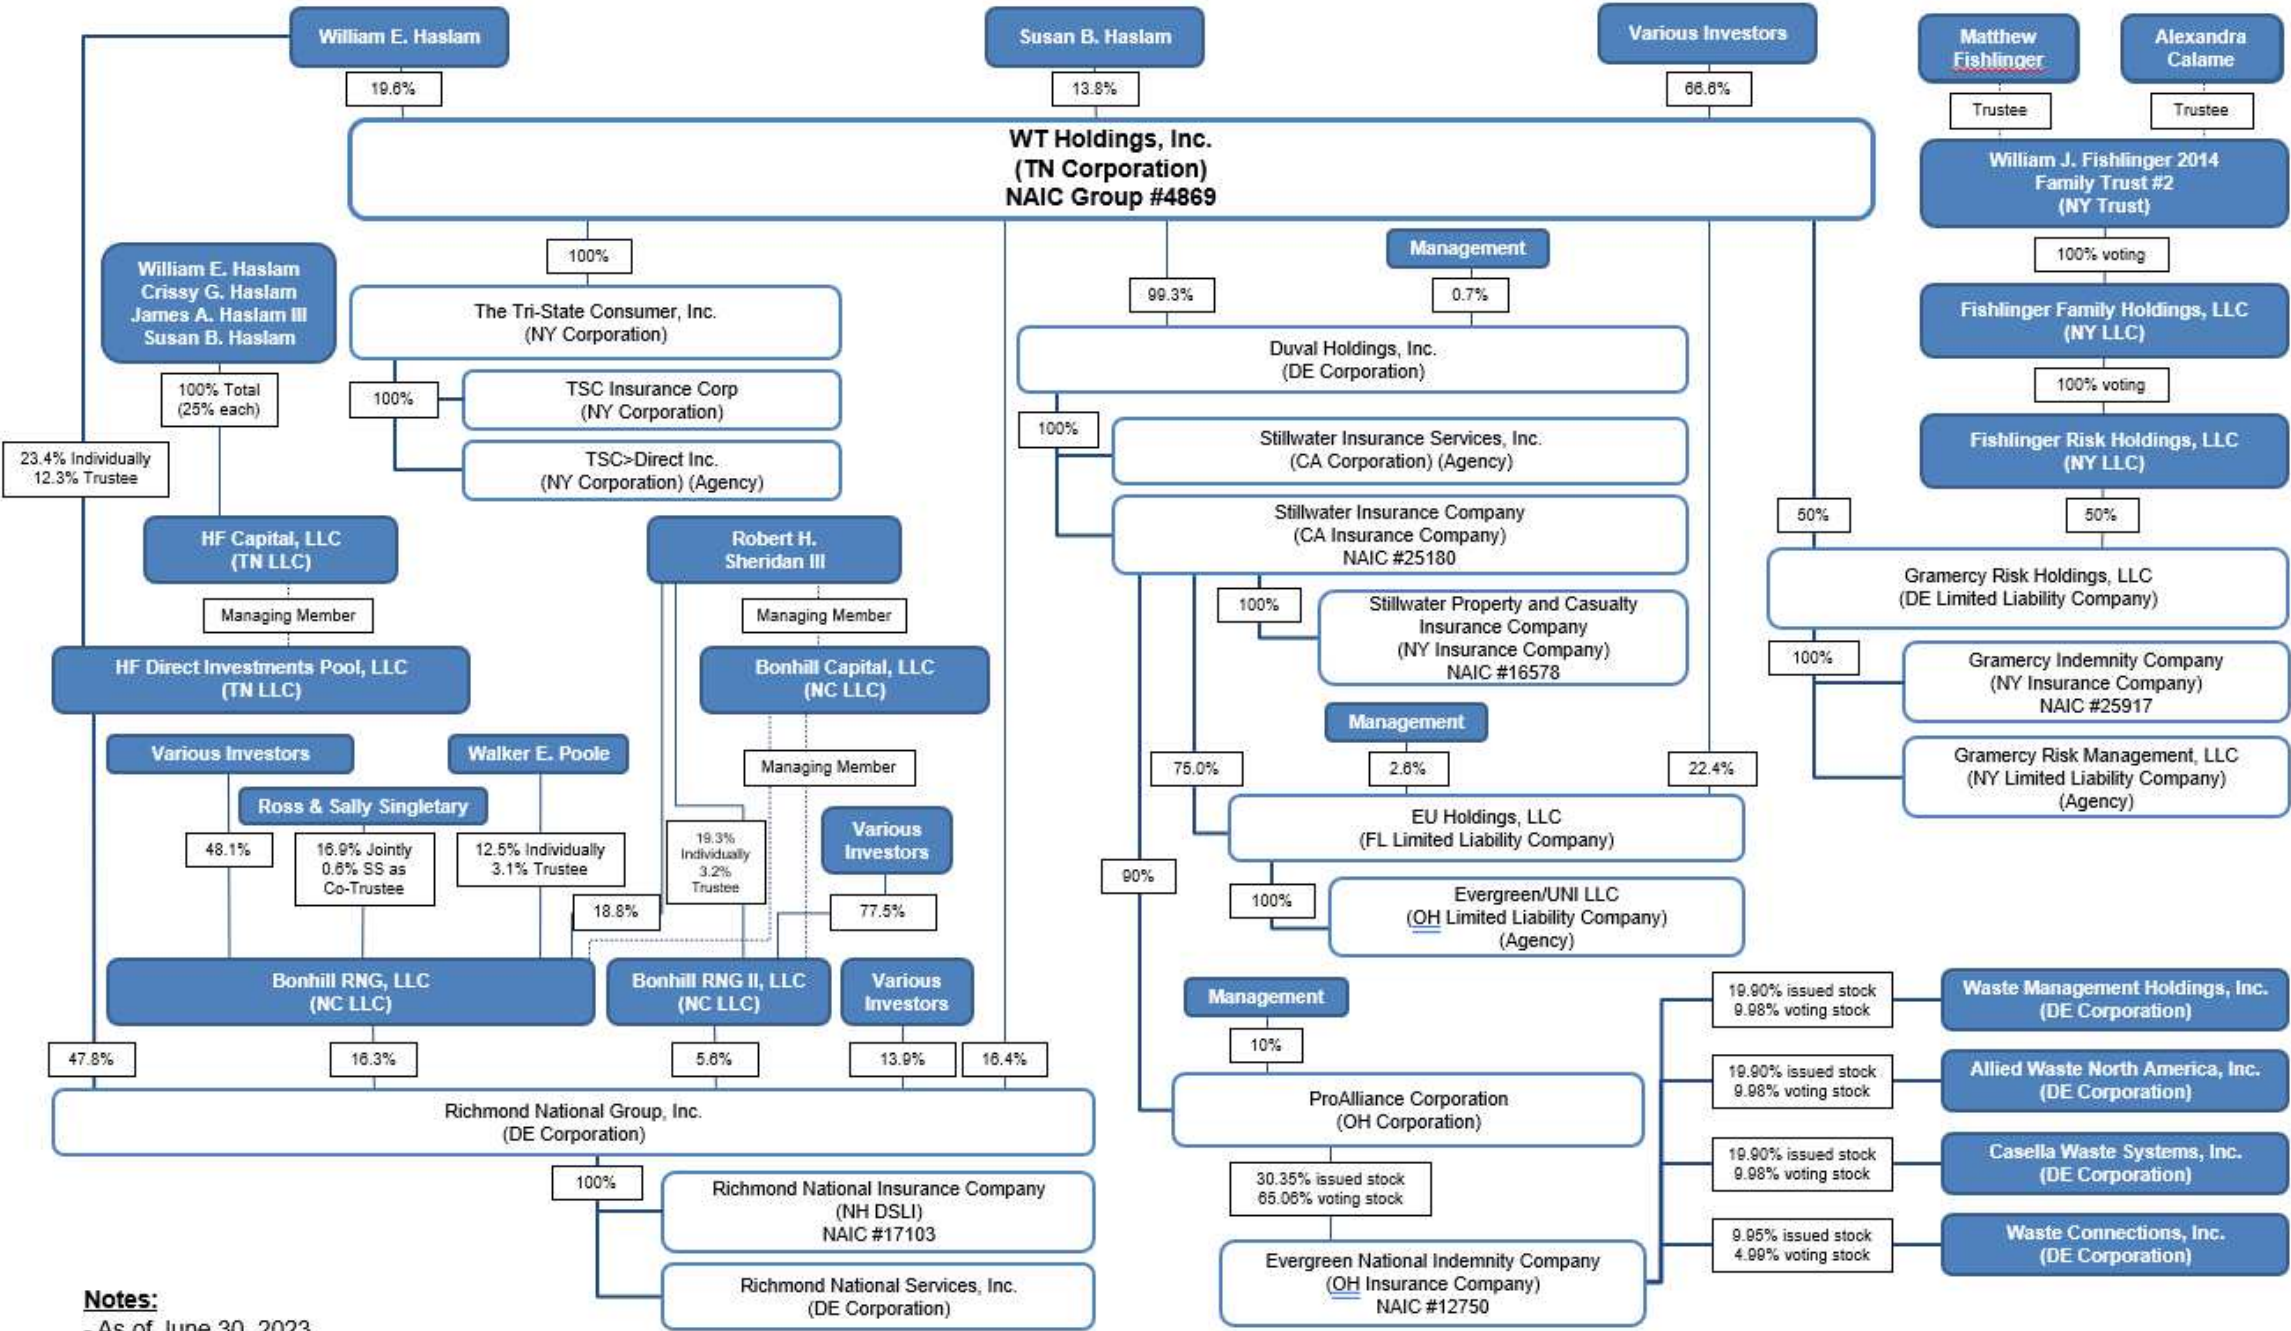 William E. Haslam
19.6%
Susan B. Haslam
13.8%
Various Investors
66.6%
Matthew
Fishlinger
Trustee
Alexandra
Calame
Trustee
WT Holdings, Inc.
(TN Corporation)
NAIC Group #4869
William J. Fishlinger 2014
Family Trust #2
(NY Trust)
100% voting
Fishlinger Family Holdings, LLC
(NY LLC)
100% voting
Fishlinger Risk Holdings, LLC
(NY LLC)
50%
50%
Gramercy Risk Holdings, LLC
(DE Limited Liability Company)
100%
Gramercy Indemnity Company
(NY Insurance Company)
NAIC #25917
Gramercy Risk Management, LLC
(NY Limited Liability Company)
(Agency)
William E. Haslam
Crissy G. Haslam
James A. Haslam III
Susan B. Haslam
100% Total
(25% each)
23.4% Individually
12.3% Trustee
HF Capital, LLC
(TN LLC)
Managing Member
HF Direct Investments Pool, LLC
(TN LLC)
100%
The Tri-State Consumer, Inc.
(NY Corporation)
100%
TSC Insurance Corp
(NY Corporation)
TSC>Direct Inc.
(NY Corporation) (Agency)
Robert H.
Sheridan III
Managing Member
Bonhill Capital, LLC
(NC LLC)
Managing Member
Various Investors
48.1%
Ross & Sally Singletary
16.9% Jointly
0.6% SS as
Co-Trustee
Walker E. Poole
12.5% Individually
3.1% Trustee
18.8%
19.3%
Individually
3.2%
Trustee
Various
Investors
77.5%
Bonhill RNG, LLC
(NC LLC)
Bonhill RNG II, LLC
(NC LLC)
Various
Investors
47.8%
16.3%
5.6%
13.9%
16.4%
Richmond National Group, Inc.
(DE Corporation)
100%
Richmond National Insurance Company
(NH DSLI)
NAIC #17103
Richmond National Services, Inc.
(DE Corporation)
99.3%
Management
0.7%
Duval Holdings, Inc.
(DE Corporation)
100%
Stillwater Insurance Services, Inc.
(CA Corporation) (Agency)
Stillwater Insurance Company
(CA Insurance Company)
NAIC #25180
100%
Stillwater Property and Casualty
Insurance Company
(NY Insurance Company)
NAIC #16578
75.0%
Management
2.6%
22.4%
EU Holdings, LLC
(FL Limited Liability Company)
100%
Evergreen/UNI LLC
(OH Limited Liability Company)
(Agency)
90%
Management
10%
ProAlliance Corporation
(OH Corporation)
30.35% issued stock
65.06% voting stock
Evergreen National Indemnity Company
(OH Insurance Company)
NAIC #12750
19.90% issued stock
9.98% voting stock
Waste Management Holdings, Inc.
(DE Corporation)
19.90% issued stock
9.98% voting stock
Allied Waste North America, Inc.
(DE Corporation)
19.90% issued stock
9.98% voting stock
Casella Waste Systems, Inc.
(DE Corporation)
9.95% issued stock
4.99% voting stock
Waste Connections, Inc.
(DE Corporation)
Notes:
- As of June 30, 2023